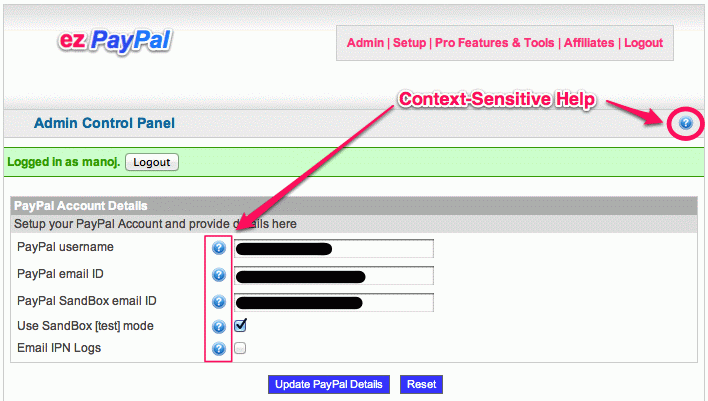 ez PayPal
Admin | Setup | Pro Features & Tools | Affiliates | Logout
Context-Sensitive Help
Admin Control Panel
?
Logged in as manoj. Logout
PayPal Account Details
Setup your PayPal Account and provide details here
PayPal username ?
PayPal email ID ?
PayPal SandBox email ID ?
Use SandBox [test] mode ?
Email IPN Logs ?
Update PayPal Details Reset